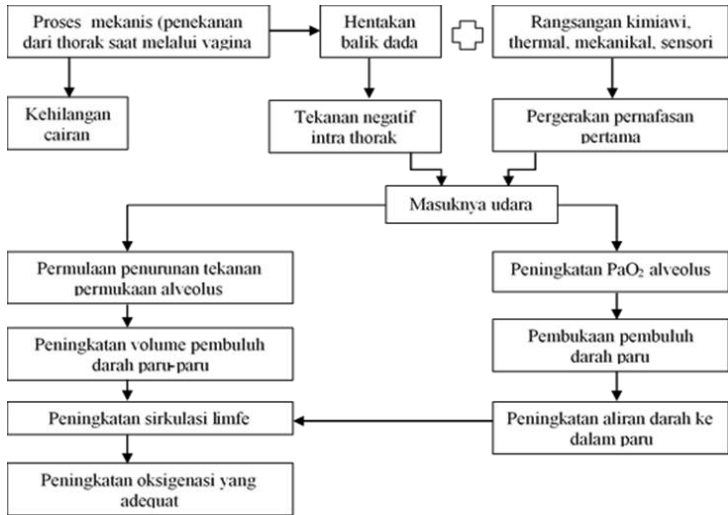 Proses mekanis (penekanan
dari thorak saat melalui vagina
Hentakan
balik dada
Rangsangan kimiawi,
thermal, mekanikal, sensori
Kehilangan
cairan
Tekanan negatif
intra thorak
Pergerakan pernafasan
pertama
Masuknya udara
Permulaan penurunan tekanan
permukaan alveolus
Peningkatan PaO₂ alveolus
Peningkatan volume pembuluh
darah paru-paru
Pembukaan pembuluh
darah paru
Peningkatan sirkulasi limfe
Peningkatan aliran darah ke
dalam paru
Peningkatan oksigenasi yang
adequat